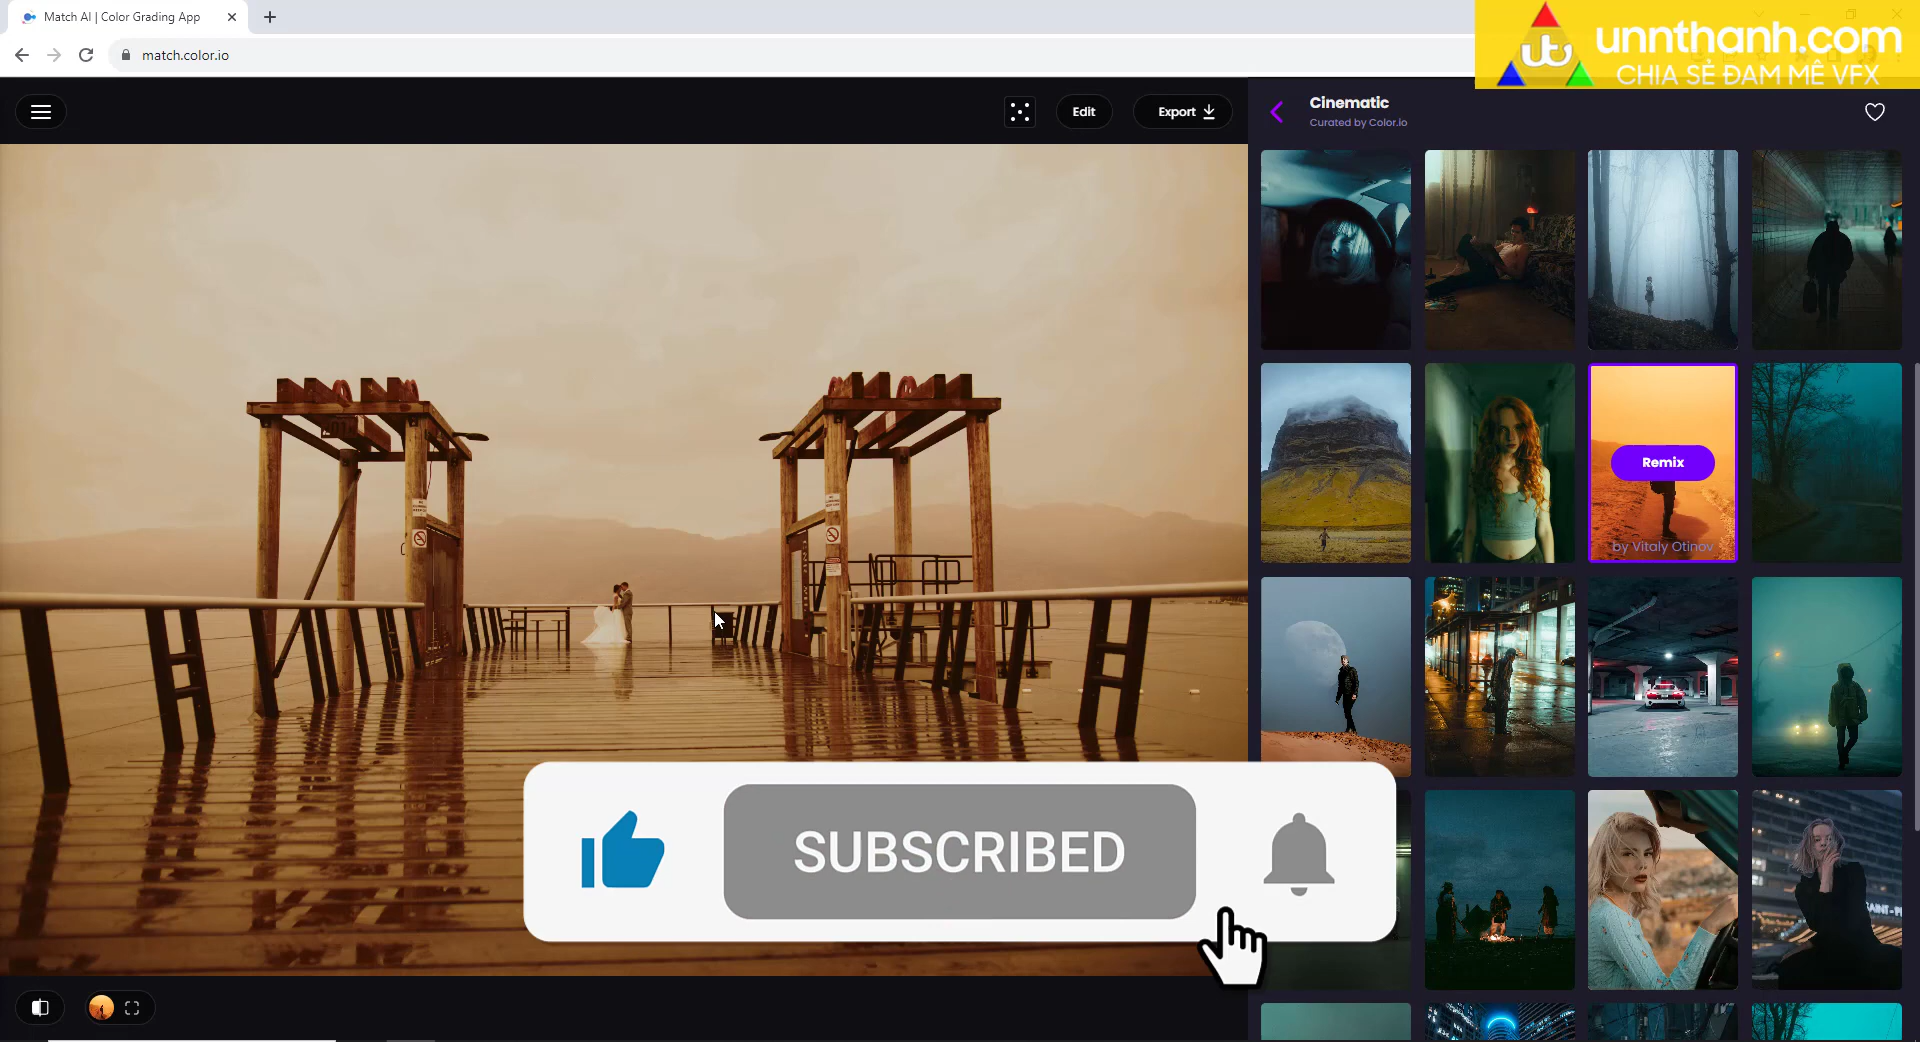 Match AI | Color Grading App
match.color.io
unnthanh.com
CHIA SẺ ĐAM MÊ VFX
Edit
Export
Cinematic
Curated by Color.io
Remix
by Vitaly Otinov
SUBSCRIBED